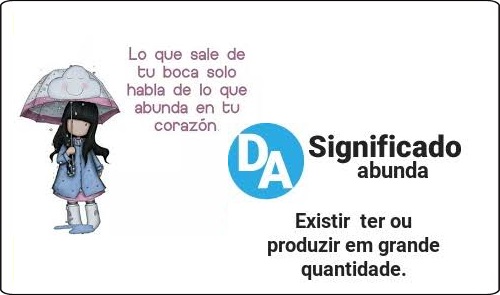 Lo que sale de
tu boca solo
habla de lo que
abunda en tu
corazón
DA
Significado
abunda
Existir ter ou
produzir em grande
quantidade.